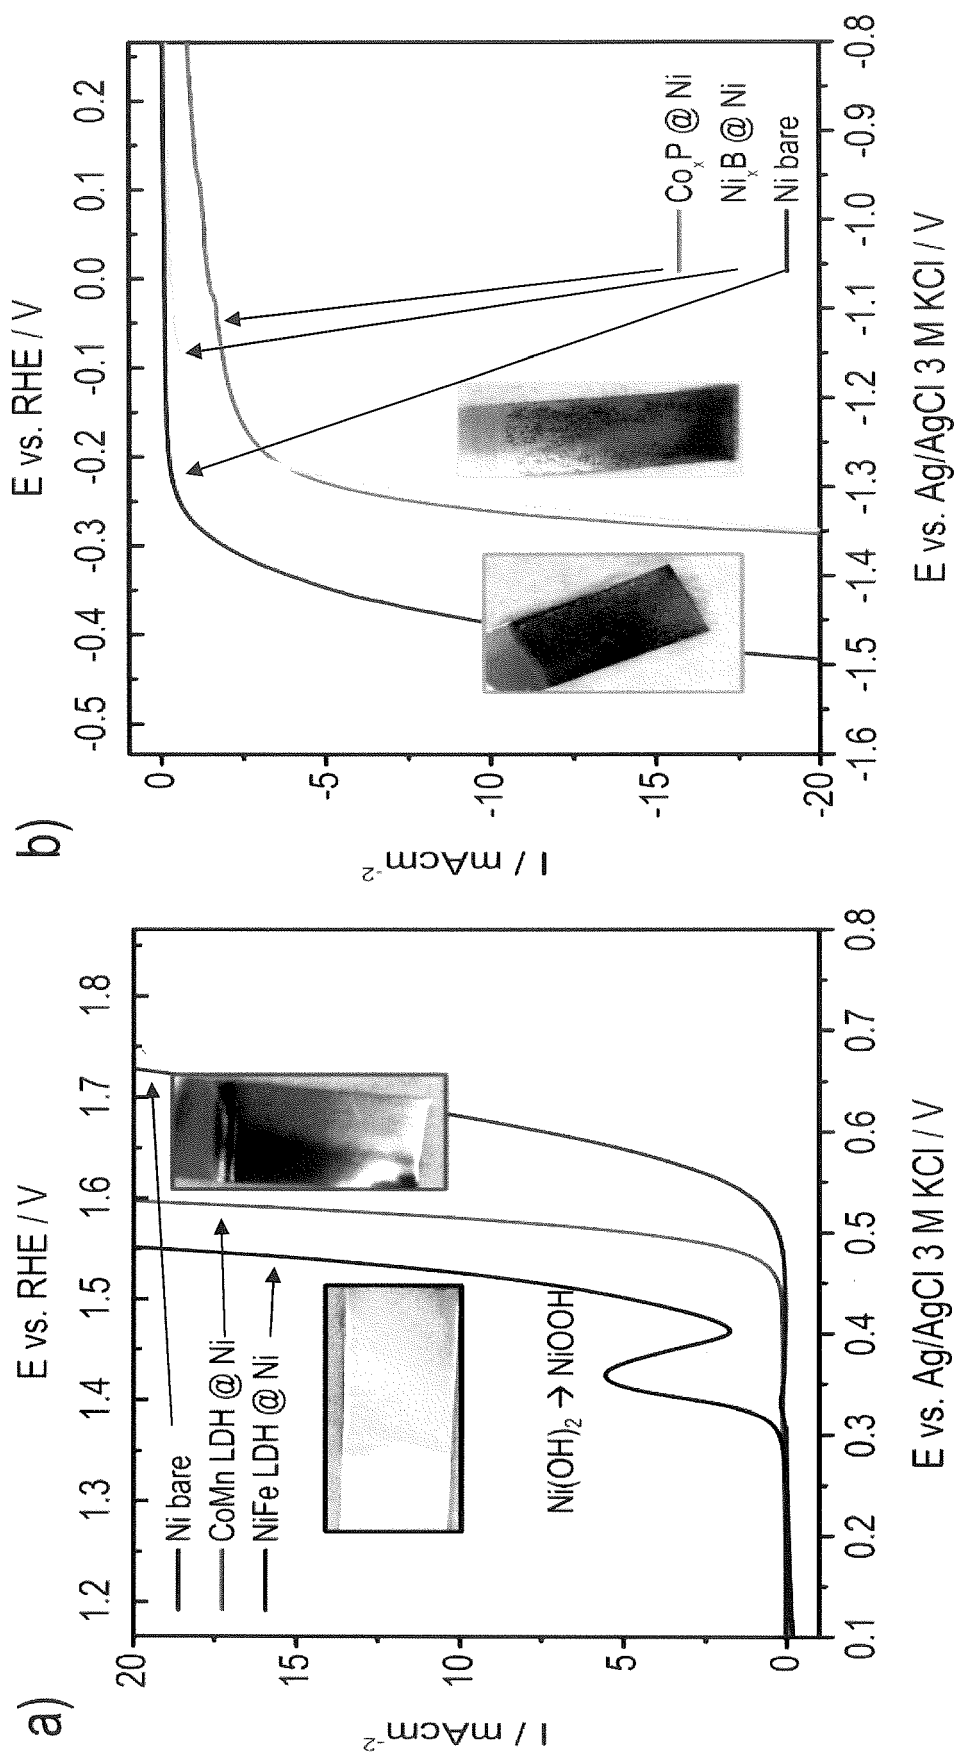 a)
E vs. RHE / V
1.2 1.3 1.4 1.5 1.6 1.7 1.8
Ni bare
CoMn LDH @ Ni
NiFe LDH @ Ni
Ni(OH)₂ → NiOOH
I / mAcm⁻²
20
15
10
5
0
0.1 0.2 0.3 0.4 0.5 0.6 0.7 0.8
E vs. Ag/AgCl 3 M KCl / V
b)
E vs. RHE / V
-0.5 -0.4 -0.3 -0.2 -0.1 0.0 0.1 0.2
I / mAcm⁻²
0
-5
-10
-15
-20
CoₓP @ Ni
NiₓB @ Ni
Ni bare
-1.6 -1.5 -1.4 -1.3 -1.2 -1.1 -1.0 -0.9 -0.8
E vs. Ag/AgCl 3 M KCl / V